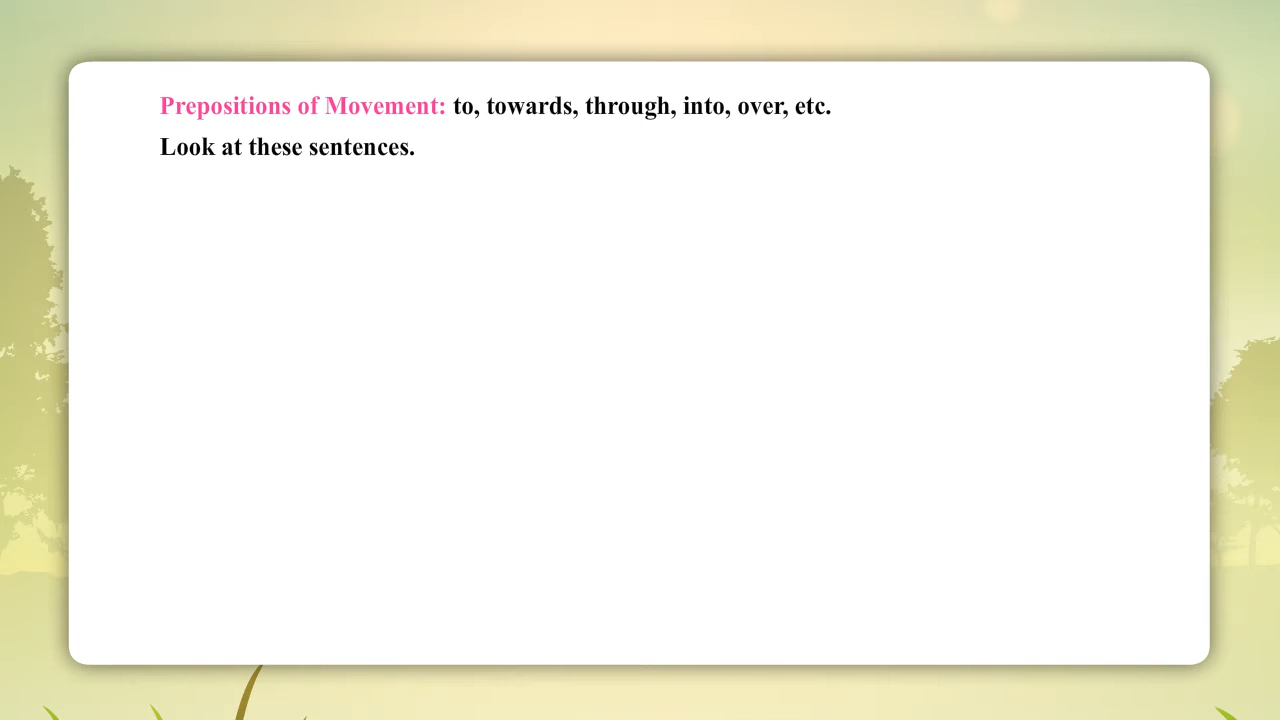 Prepositions of Movement: to, towards, through, into, over, etc.
Look at these sentences.